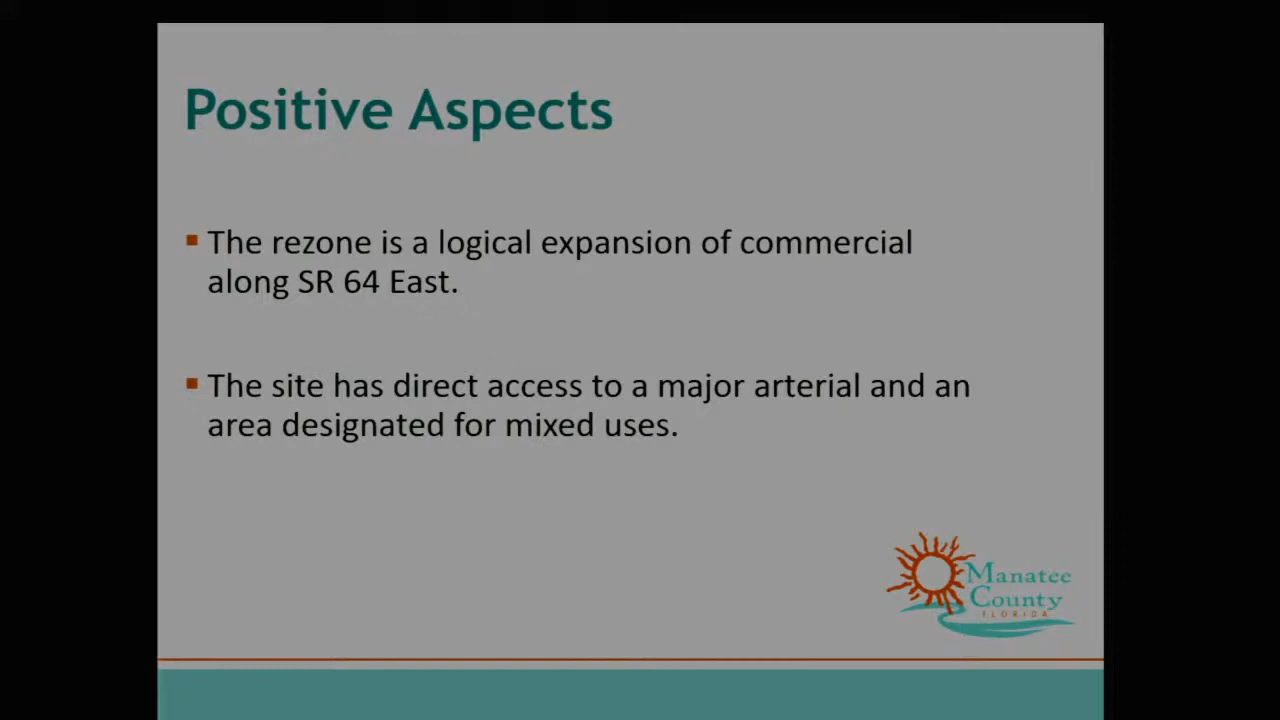 Positive Aspects
The rezone is a logical expansion of commercial
along SR 64 East.
The site has direct access to a major arterial and an
area designated for mixed uses.
Manatee
County
FLORIDA